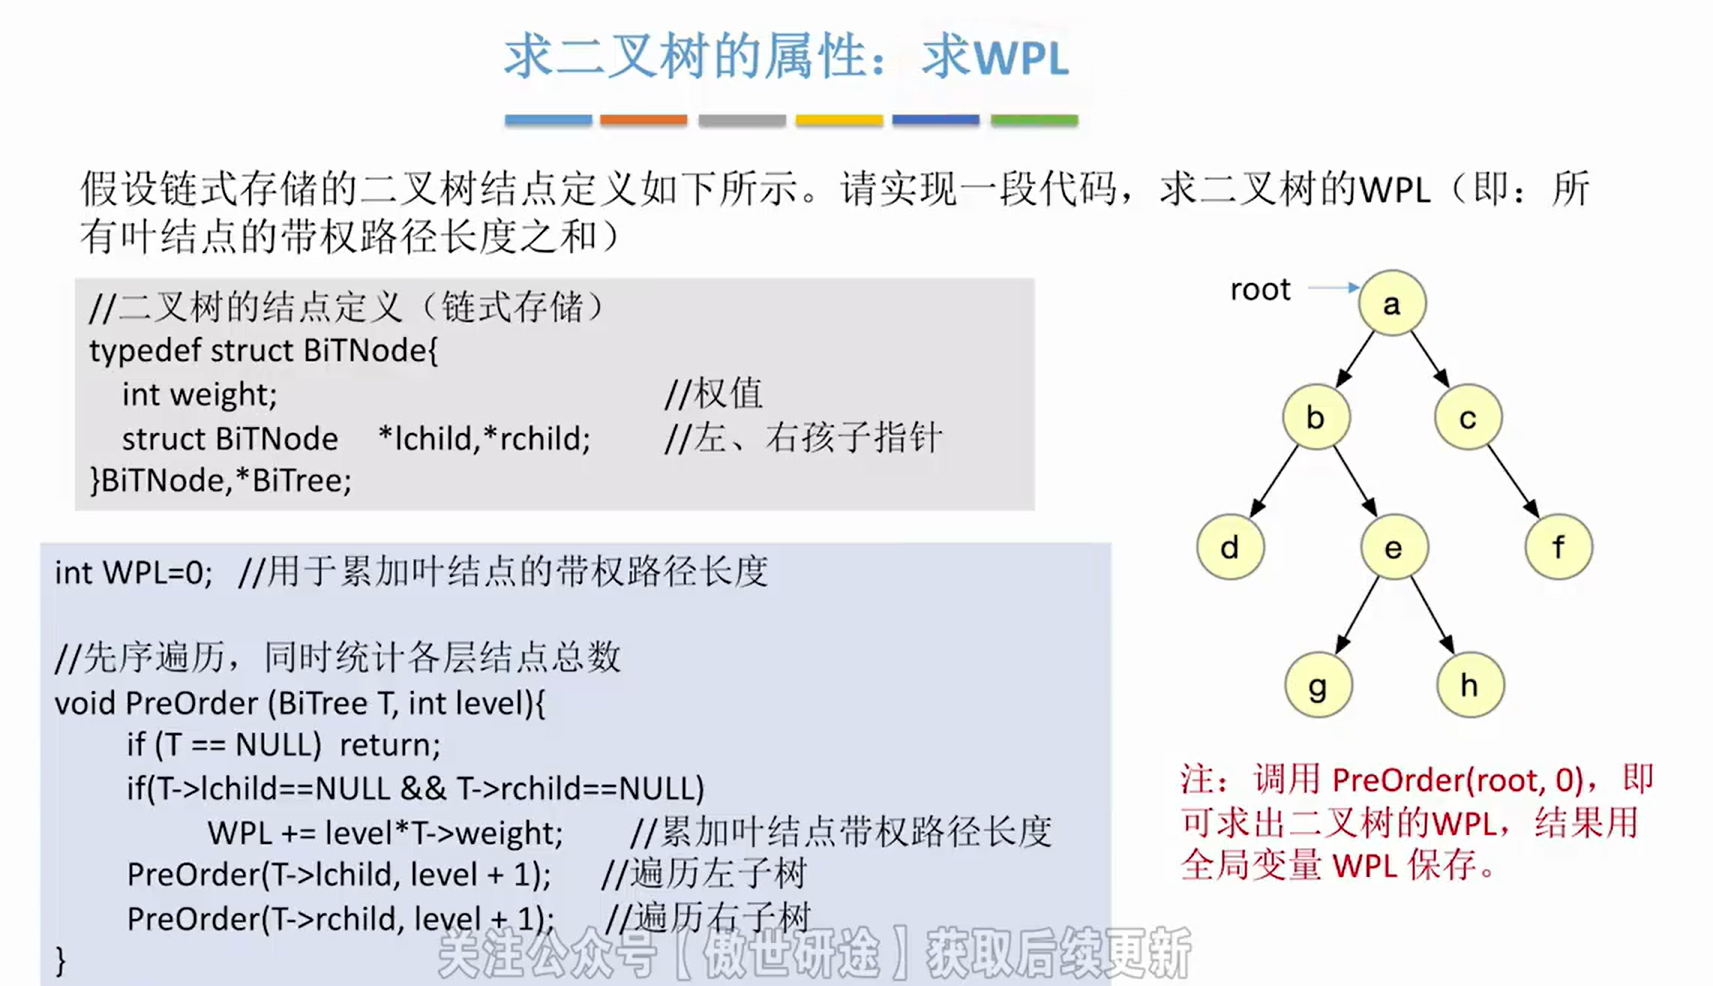 求二叉树的属性：求WPL
假设链式存储的二叉树结点定义如下所示。请实现一段代码，求二叉树的WPL（即：所
有叶结点的带权路径长度之和）
//二叉树的结点定义（链式存储）
typedef struct BiTNode{
int weight; //权值
struct BiTNode *lchild,*rchild; //左、右孩子指针
}BiTNode,*BiTree;
int WPL=0; //用于累加叶结点的带权路径长度
//先序遍历，同时统计各层结点总数
void PreOrder (BiTree T, int level){
if (T == NULL) return;
if(T->lchild==NULL && T->rchild==NULL)
WPL += level*T->weight; //累加叶结点带权路径长度
PreOrder(T->lchild, level + 1); //遍历左子树
PreOrder(T->rchild, level + 1); //遍历右子树
}
root
a
b
c
d
e
f
g
h
注：调用 PreOrder(root, 0)，即
可求出二叉树的WPL，结果用
全局变量 WPL 保存。
关注公众号【傲世研途】获取后续更新